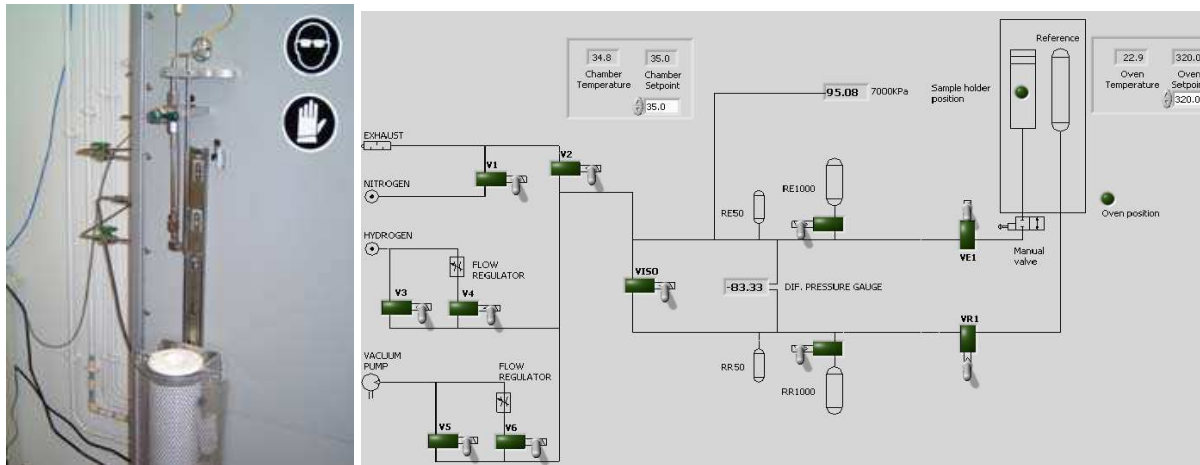 34.8
35.0
Chamber
Temperature
Chamber
Setpoint
35.0
95.08 7000KPa
Reference
Sample holder
position
22.9
320.0
Oven
Temperature
Oven
Setpoint
320.0
EXHAUST
V1
V2
NITROGEN
RE50
RE1000
Oven position
HYDROGEN
FLOW
REGULATOR
Manual
valve
VE1
VISO
-83.33 DIF. PRESSURE GAUGE
V3
V4
VR1
VACUUM
PUMP
FLOW
REGULATOR
RR50
RR1000
V5
V6